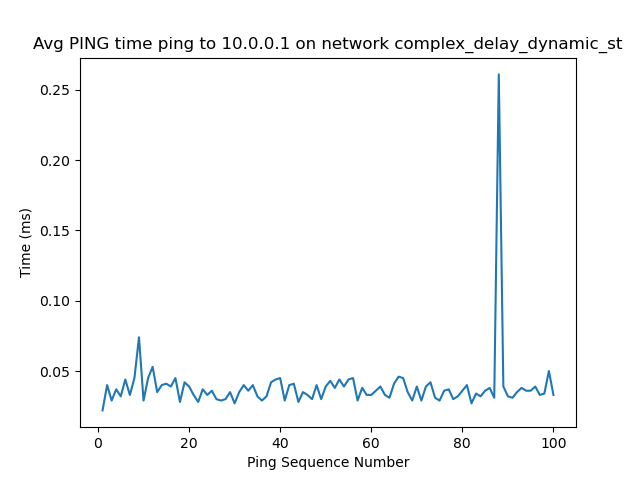 Avg PING time ping to 10.0.0.1 on network complex_delay_dynamic_st
0.25
0.20
0.15
0.10
0.05
Time (ms)
0 20 40 60 80 100
Ping Sequence Number